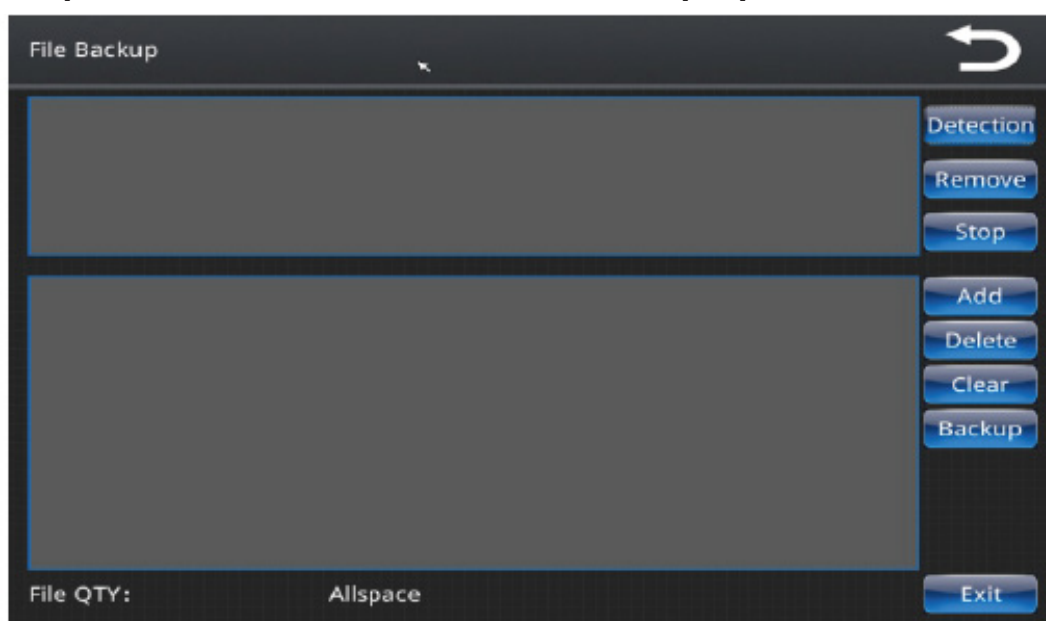 File Backup
Detection
Remove
Stop
Add
Delete
Clear
Backup
File QTY: Allspace
Exit